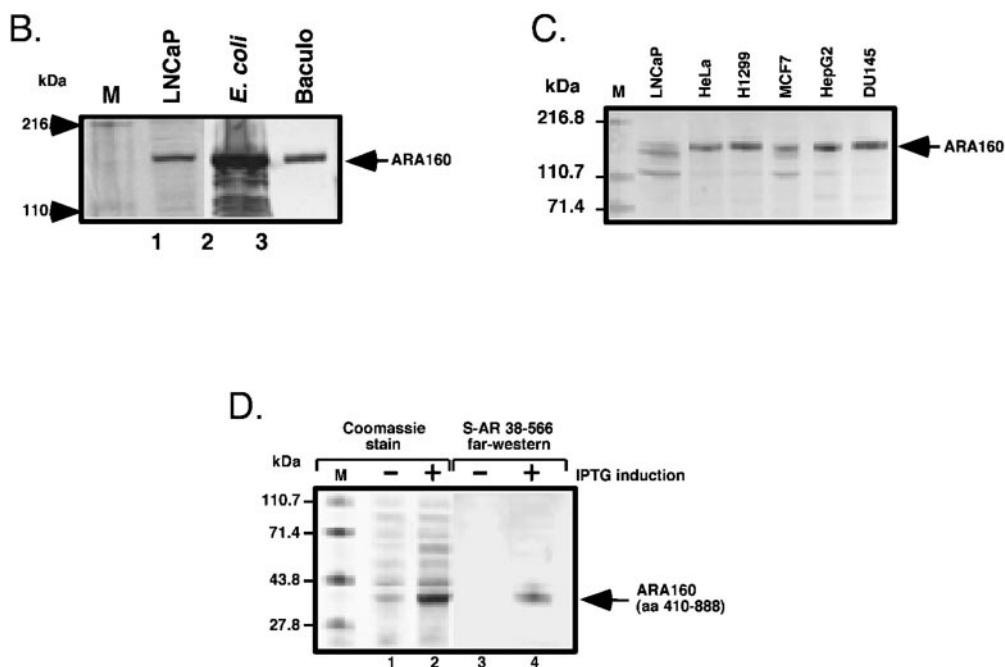 B.
kDa
M LNCaP E. coli Baculo
216
110
ARA160
1 2 3
C.
kDa
M LNCaP HeLa H1299 MCF7 HepG2 DU145
216.8
110.7
71.4
ARA160
D.
Coomassie
stain
S-AR 38-566
far-western
kDa
M − + − + IPTG induction
110.7
71.4
43.8
27.8
ARA160
(aa 410-888)
1 2 3 4